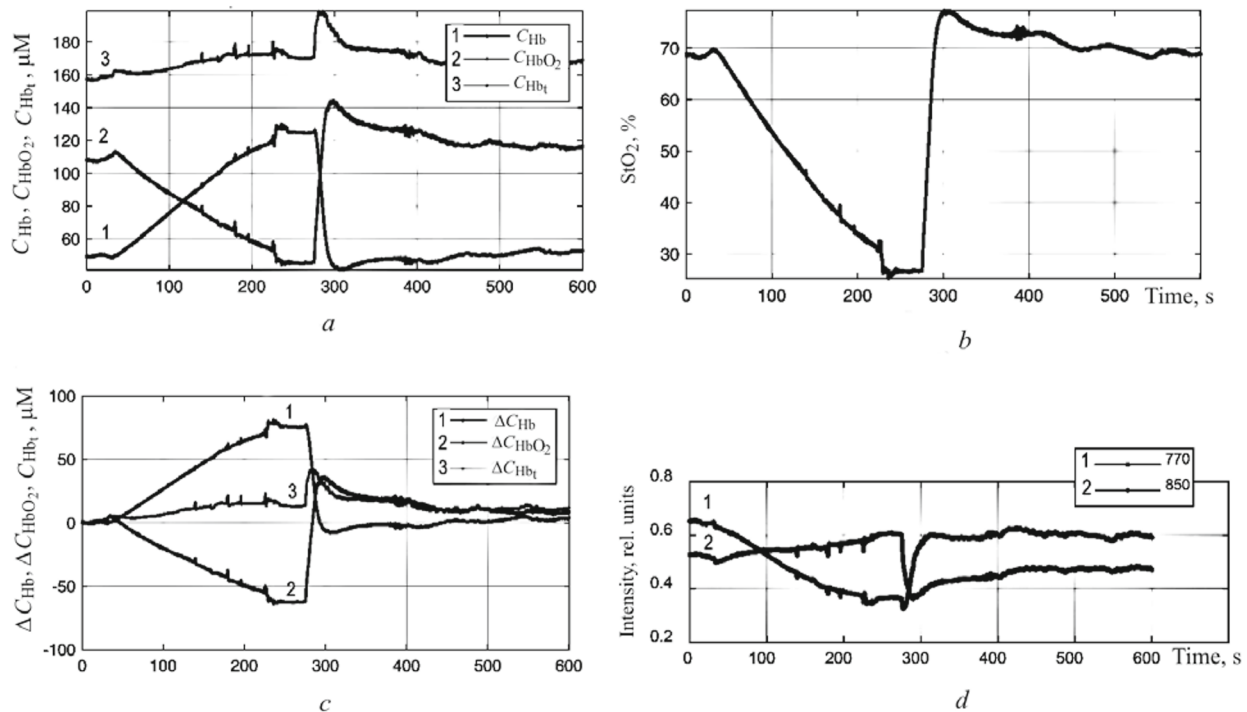 C_Hb, C_HbO₂, C_Hbt, μM
180
160
140
120
100
80
60
3
2
1
1 C_Hb
2 C_HbO₂
3 C_Hbt
0 100 200 300 400 500 600
a
StO₂, %
70
60
50
40
30
0 100 200 300 400 500 Time, s
b
ΔC_Hb, ΔC_HbO₂, C_Hbt, μM
100
50
0
-50
-100
1
3
2
1 ΔC_Hb
2 ΔC_HbO₂
3 ΔC_Hbt
0 100 200 300 400 500 600
c
Intensity, rel. units
0.8
0.6
0.4
0.2
1
2
1 770
2 850
0 100 200 300 400 500 600 Time, s
d